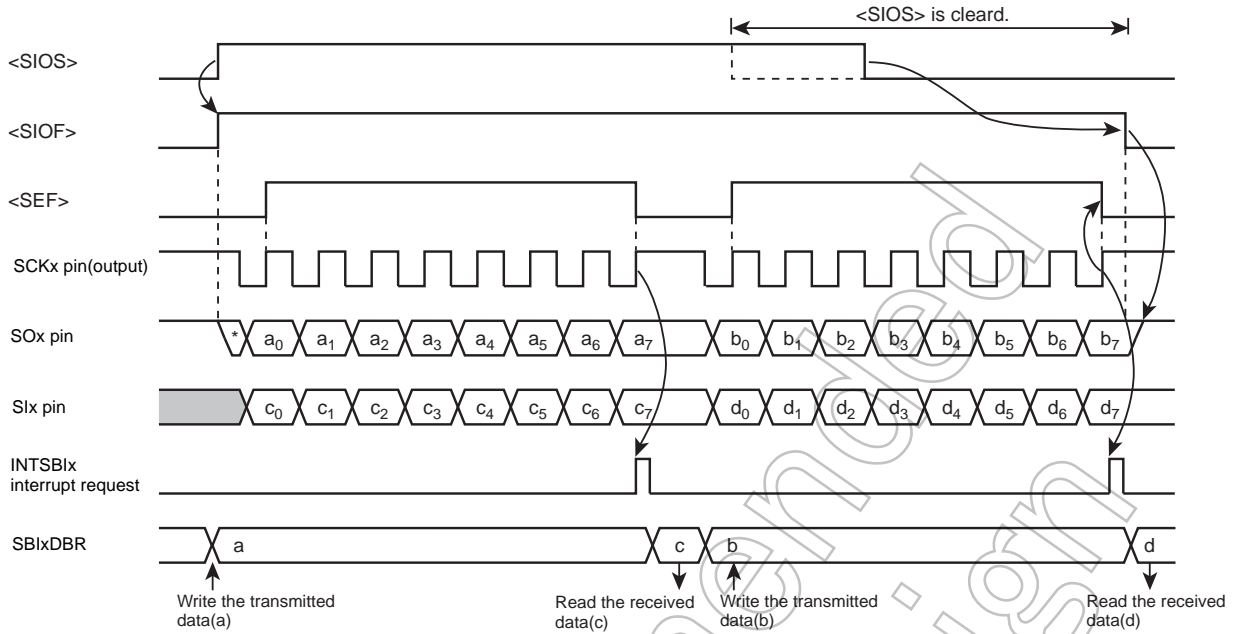 <SIOS> is cleard.
<SIOS>
<SIOF>
<SEF>
SCKx pin(output)
SOx pin
* a0 a1 a2 a3 a4 a5 a6 a7 b0 b1 b2 b3 b4 b5 b6 b7
SIx pin
c0 c1 c2 c3 c4 c5 c6 c7 d0 d1 d2 d3 d4 d5 d6 d7
INTSBIx
interrupt request
SBIxDBR
a c b d
Write the transmitted
data(a)
Read the received
data(c)
Write the transmitted
data(b)
Read the received
data(d)